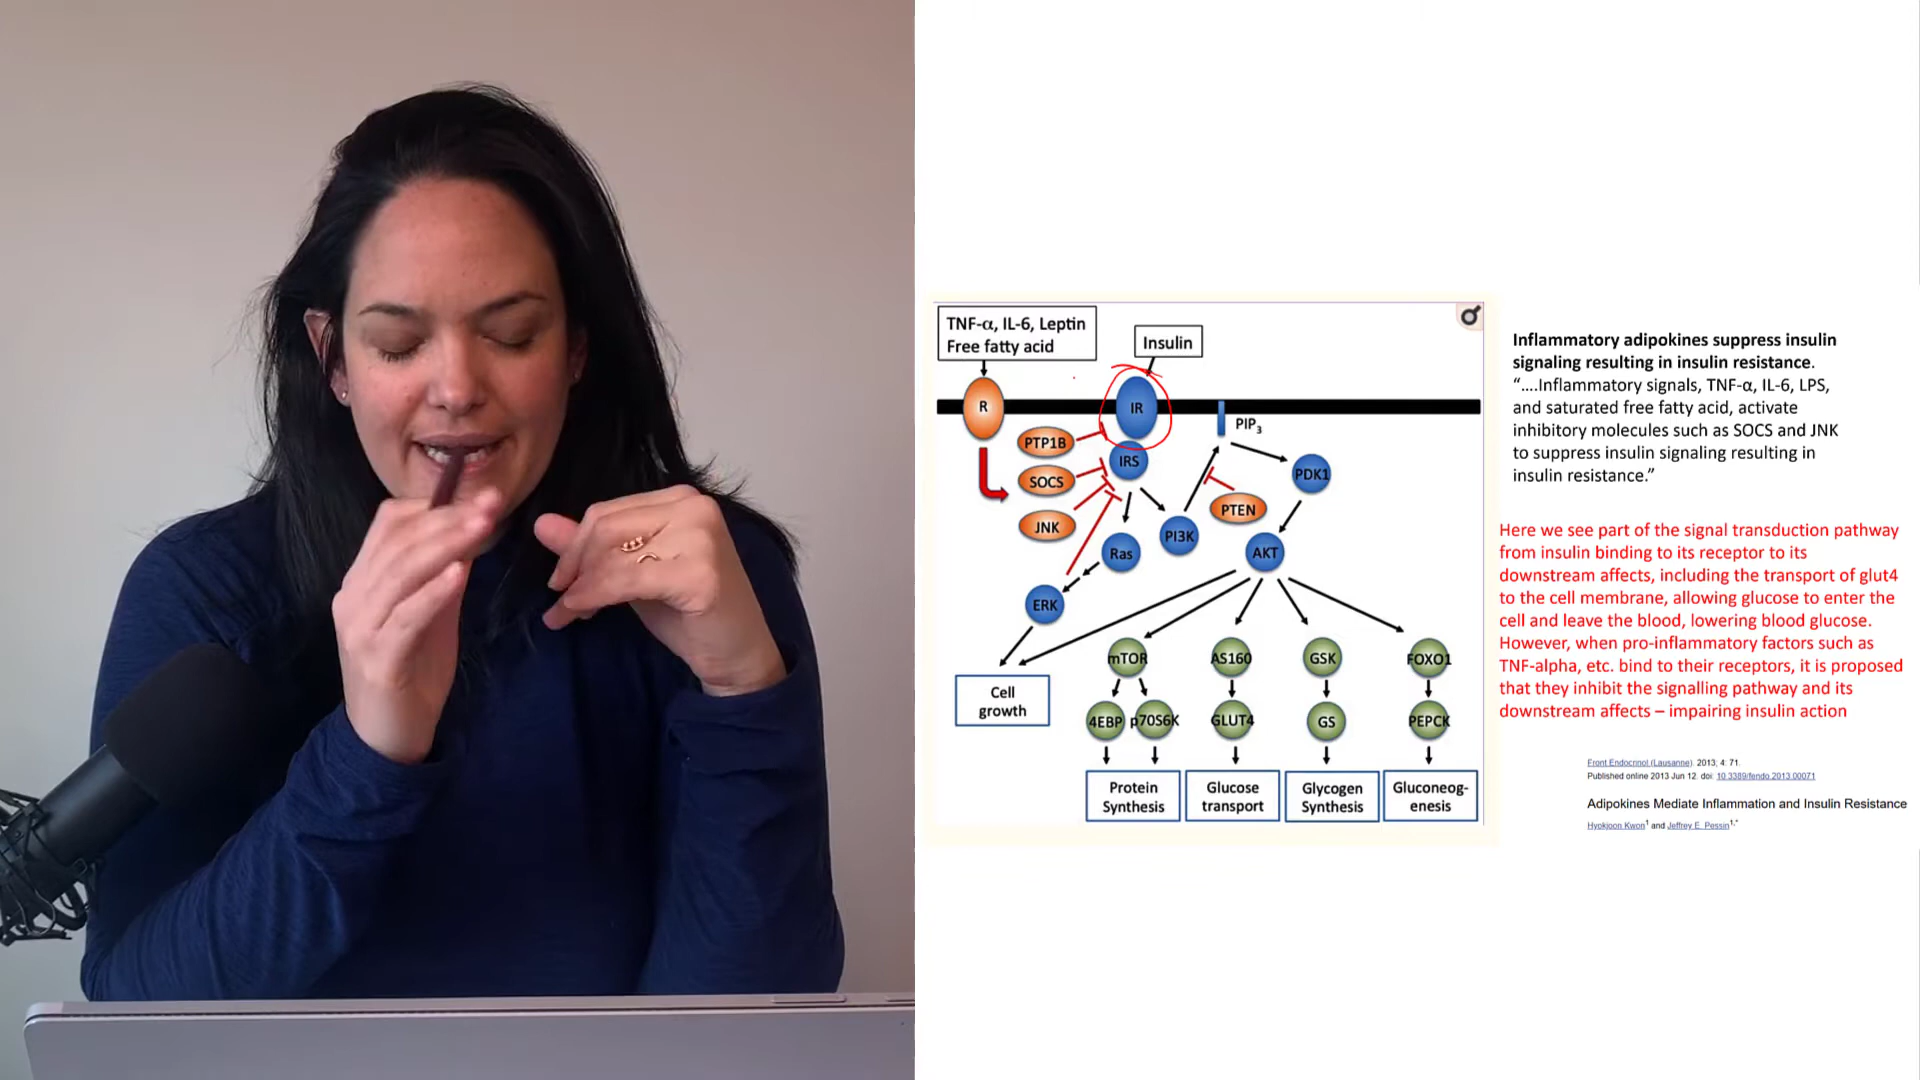 TNF-α, IL-6, Leptin
Free fatty acid
Insulin
R
IR
PIP3
PTP1B
IRS
SOCS
PDK1
JNK
PTEN
PI3K
Ras
AKT
ERK
mTOR
AS160
GSK
FOXO1
Cell
growth
4EBP
p70S6K
GLUT4
GS
PEPCK
Protein
Synthesis
Glucose
transport
Glycogen
Synthesis
Gluconeog-
enesis
Inflammatory adipokines suppress insulin
signaling resulting in insulin resistance.
“....Inflammatory signals, TNF-α, IL-6, LPS,
and saturated free fatty acid, activate
inhibitory molecules such as SOCS and JNK
to suppress insulin signaling resulting in
insulin resistance.”
Here we see part of the signal transduction pathway
from insulin binding to its receptor to its
downstream affects, including the transport of glut4
to the cell membrane, allowing glucose to enter the
cell and leave the blood, lowering blood glucose.
However, when pro-inflammatory factors such as
TNF-alpha, etc. bind to their receptors, it is proposed
that they inhibit the signalling pathway and its
downstream affects – impairing insulin action
Front Endocrinol (Lausanne). 2013; 4: 71.
Published online 2013 Jun 12. doi: 10.3389/fendo.2013.00071
Adipokines Mediate Inflammation and Insulin Resistance
Hyokjoon Kwon1 and Jeffrey E. Pessin1,*